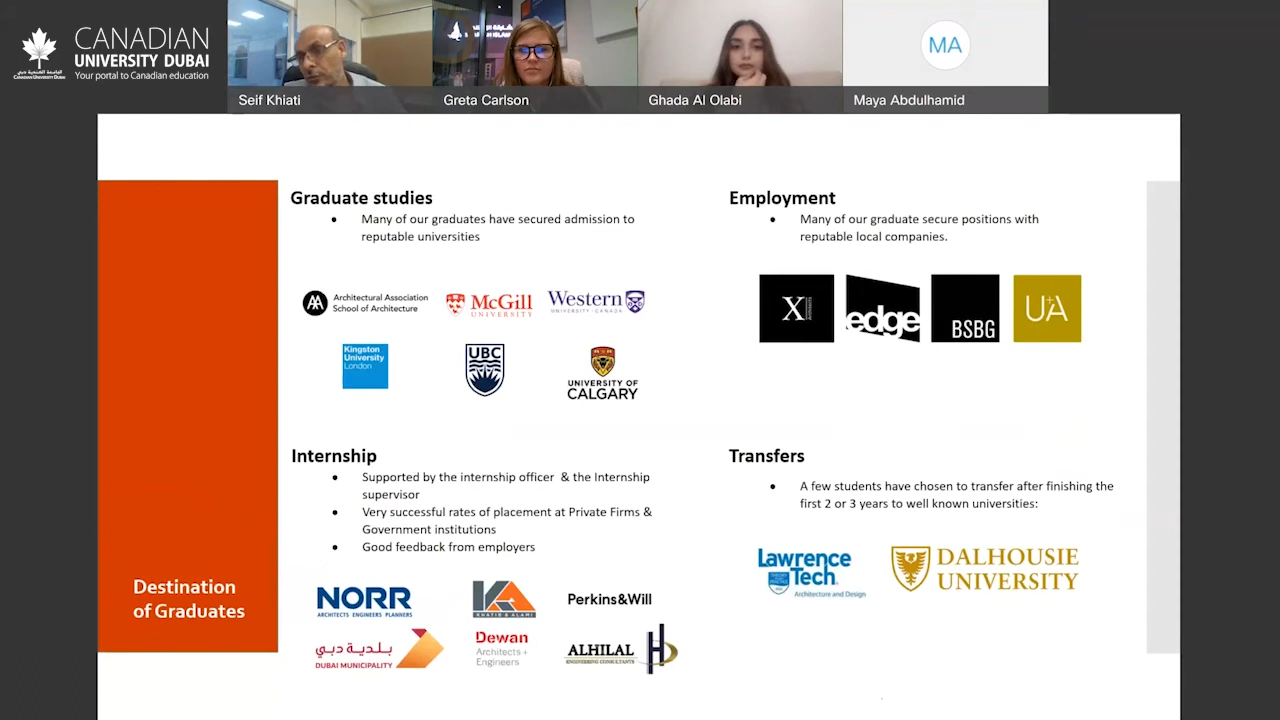 CANADIAN
UNIVERSITY DUBAI
Your portal to Canadian education
الجامعة الكندية دبي
CANADIAN UNIVERSITY DUBAI
MA
Seif Khiati
Greta Carlson
Ghada Al Olabi
Maya Abdulhamid
Destination
of Graduates
Graduate studies
● Many of our graduates have secured admission to
reputable universities
AA
Architectural Association
School of Architecture
McGill
UNIVERSITY
Western
UNIVERSITY · CANADA
Kingston
University
London
UBC
UNIVERSITY OF
CALGARY
Employment
● Many of our graduate secure positions with
reputable local companies.
X
edge
BSBG
U+A
Internship
● Supported by the internship officer & the Internship
supervisor
● Very successful rates of placement at Private Firms &
Government institutions
● Good feedback from employers
NORR
ARCHITECTS ENGINEERS PLANNERS
KA
KHATIB & ALAMI
Perkins&Will
بلدية دبي
DUBAI MUNICIPALITY
Dewan
Architects +
Engineers
ALHILAL
ENGINEERING CONSULTANTS
Transfers
● A few students have chosen to transfer after finishing the
first 2 or 3 years to well known universities:
Lawrence
Tech
Architecture and Design
DALHOUSIE
UNIVERSITY